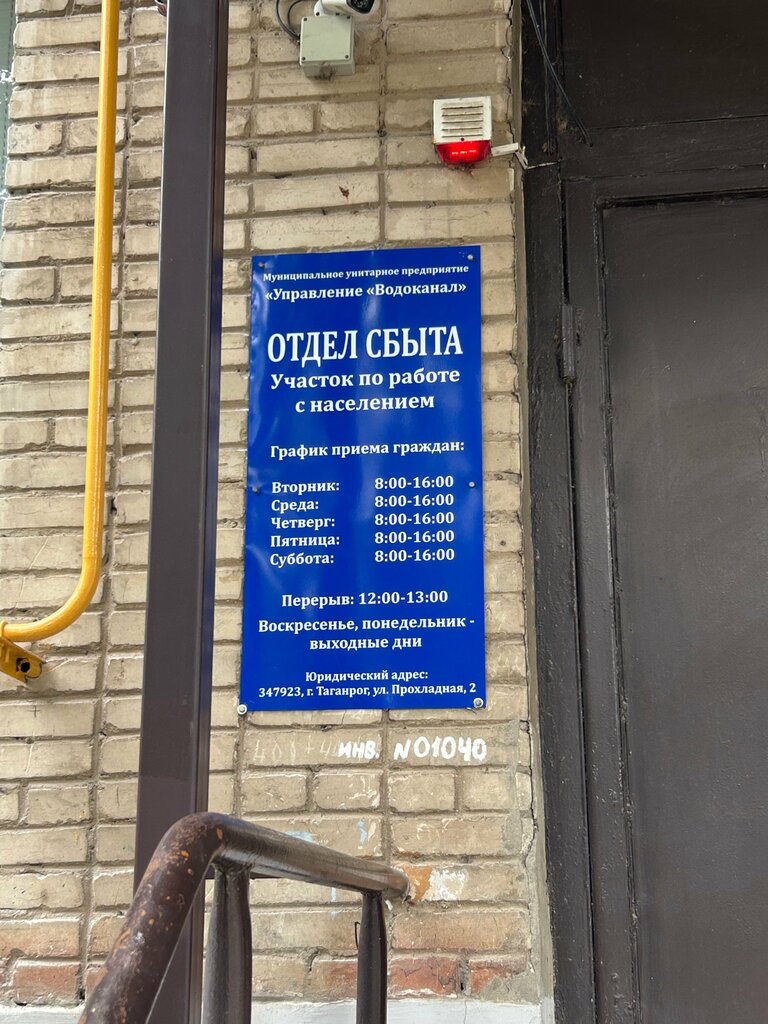 Муниципальное унитарное предприятие
«Управление «Водоканал»
ОТДЕЛ СБЫТА
Участок по работе
с населением
График приема граждан:
Вторник: 8:00-16:00
Среда: 8:00-16:00
Четверг: 8:00-16:00
Пятница: 8:00-16:00
Суббота: 8:00-16:00
Перерыв: 12:00-13:00
Воскресенье, понедельник -
выходные дни
Юридический адрес:
347923, г. Таганрог, ул. Прохладная, 2
инв. N01040